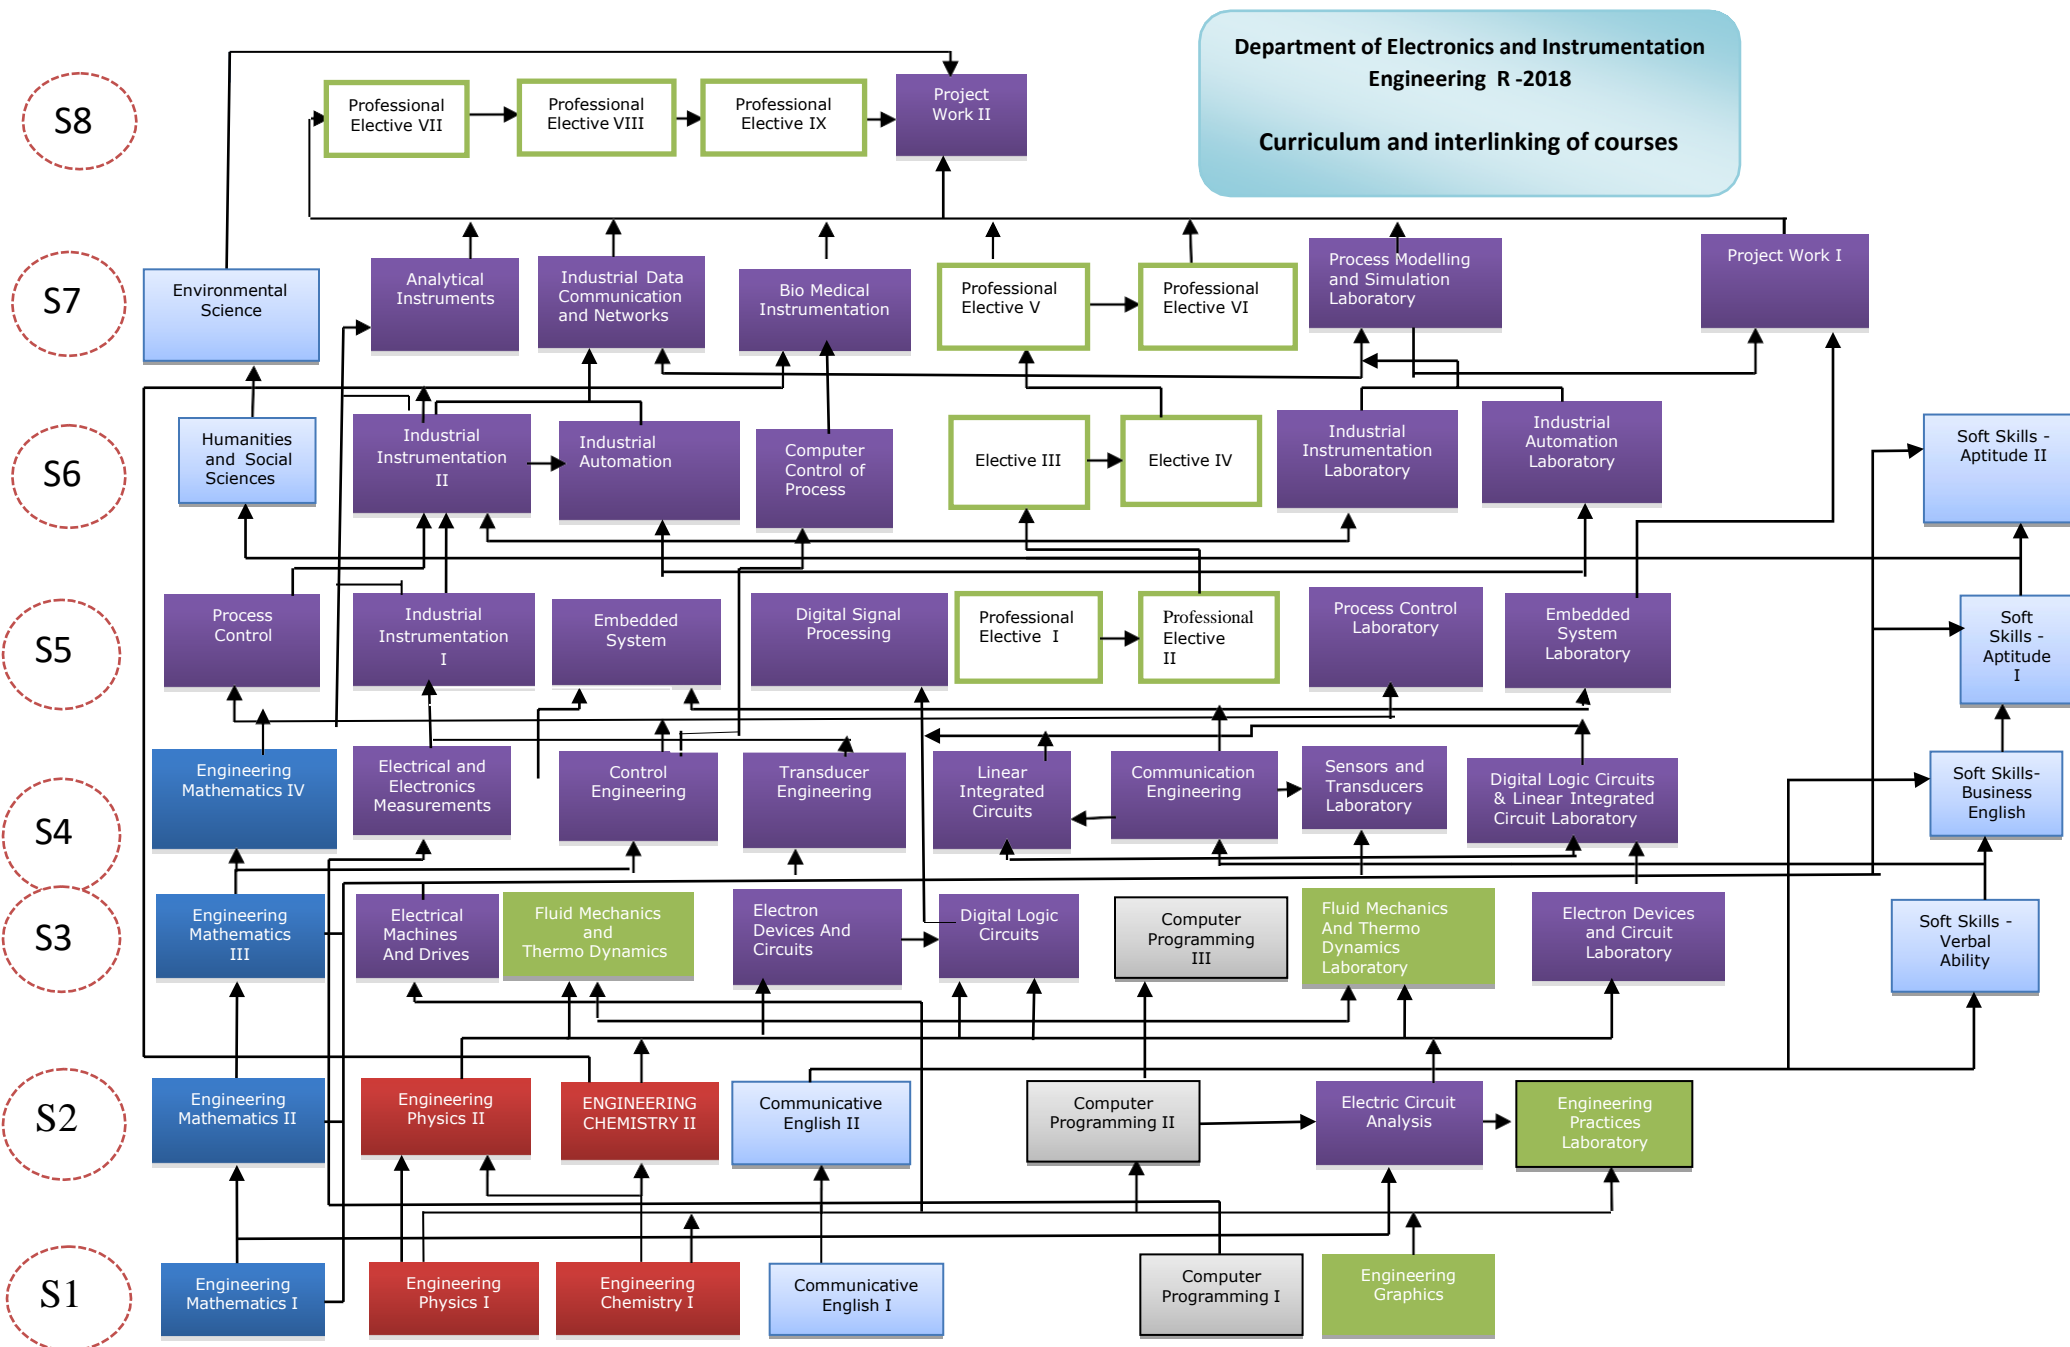 Department of Electronics and Instrumentation
Engineering R -2018
Curriculum and interlinking of courses
S8
Professional
Elective VII
Professional
Elective VIII
Professional
Elective IX
Project
Work II
S7
Environmental
Science
Analytical
Instruments
Industrial Data
Communication
and Networks
Bio Medical
Instrumentation
Professional
Elective V
Professional
Elective VI
Process Modelling
and Simulation
Laboratory
Project Work I
S6
Humanities
and Social
Sciences
Industrial
Instrumentation
II
Industrial
Automation
Computer
Control of
Process
Elective III
Elective IV
Industrial
Instrumentation
Laboratory
Industrial
Automation
Laboratory
Soft Skills -
Aptitude II
S5
Process
Control
Industrial
Instrumentation
I
Embedded
System
Digital Signal
Processing
Professional
Elective I
Professional
Elective
II
Process Control
Laboratory
Embedded
System
Laboratory
Soft
Skills -
Aptitude
I
S4
Engineering
Mathematics IV
Electrical and
Electronics
Measurements
Control
Engineering
Transducer
Engineering
Linear
Integrated
Circuits
Communication
Engineering
Sensors and
Transducers
Laboratory
Digital Logic Circuits
& Linear Integrated
Circuit Laboratory
Soft Skills-
Business
English
S3
Engineering
Mathematics
III
Electrical
Machines
And Drives
Fluid Mechanics
and
Thermo Dynamics
Electron
Devices And
Circuits
Digital Logic
Circuits
Computer
Programming
III
Fluid Mechanics
And Thermo
Dynamics
Laboratory
Electron Devices
and Circuit
Laboratory
Soft Skills -
Verbal
Ability
S2
Engineering
Mathematics II
Engineering
Physics II
ENGINEERING
CHEMISTRY II
Communicative
English II
Computer
Programming II
Electric Circuit
Analysis
Engineering
Practices
Laboratory
S1
Engineering
Mathematics I
Engineering
Physics I
Engineering
Chemistry I
Communicative
English I
Computer
Programming I
Engineering
Graphics